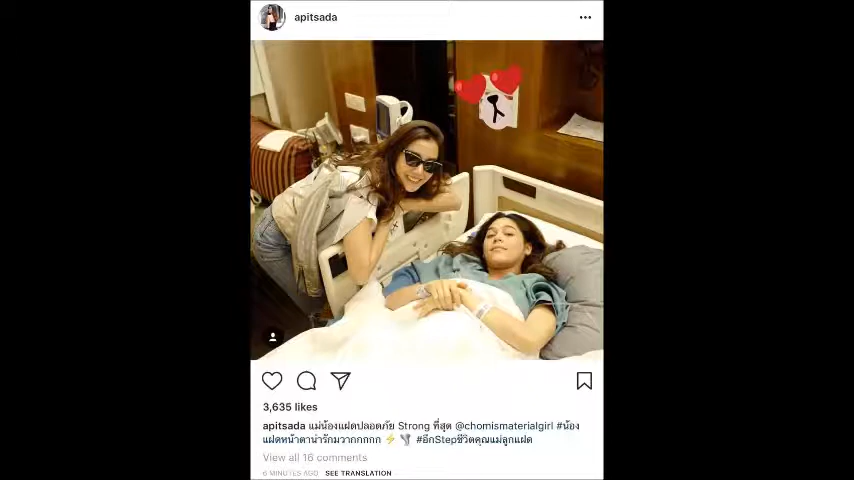 apitsada
3,635 likes
apitsada แม่น้องแฝดปลอดภัย Strong ที่สุด @chomismaterialgirl #น้อง
แฝดหน้าตาน่ารักมวากกกกก ⚡ #อีกStepชีวิตคุณแม่ลูกแฝด
View all 16 comments
6 MINUTES AGO SEE TRANSLATION